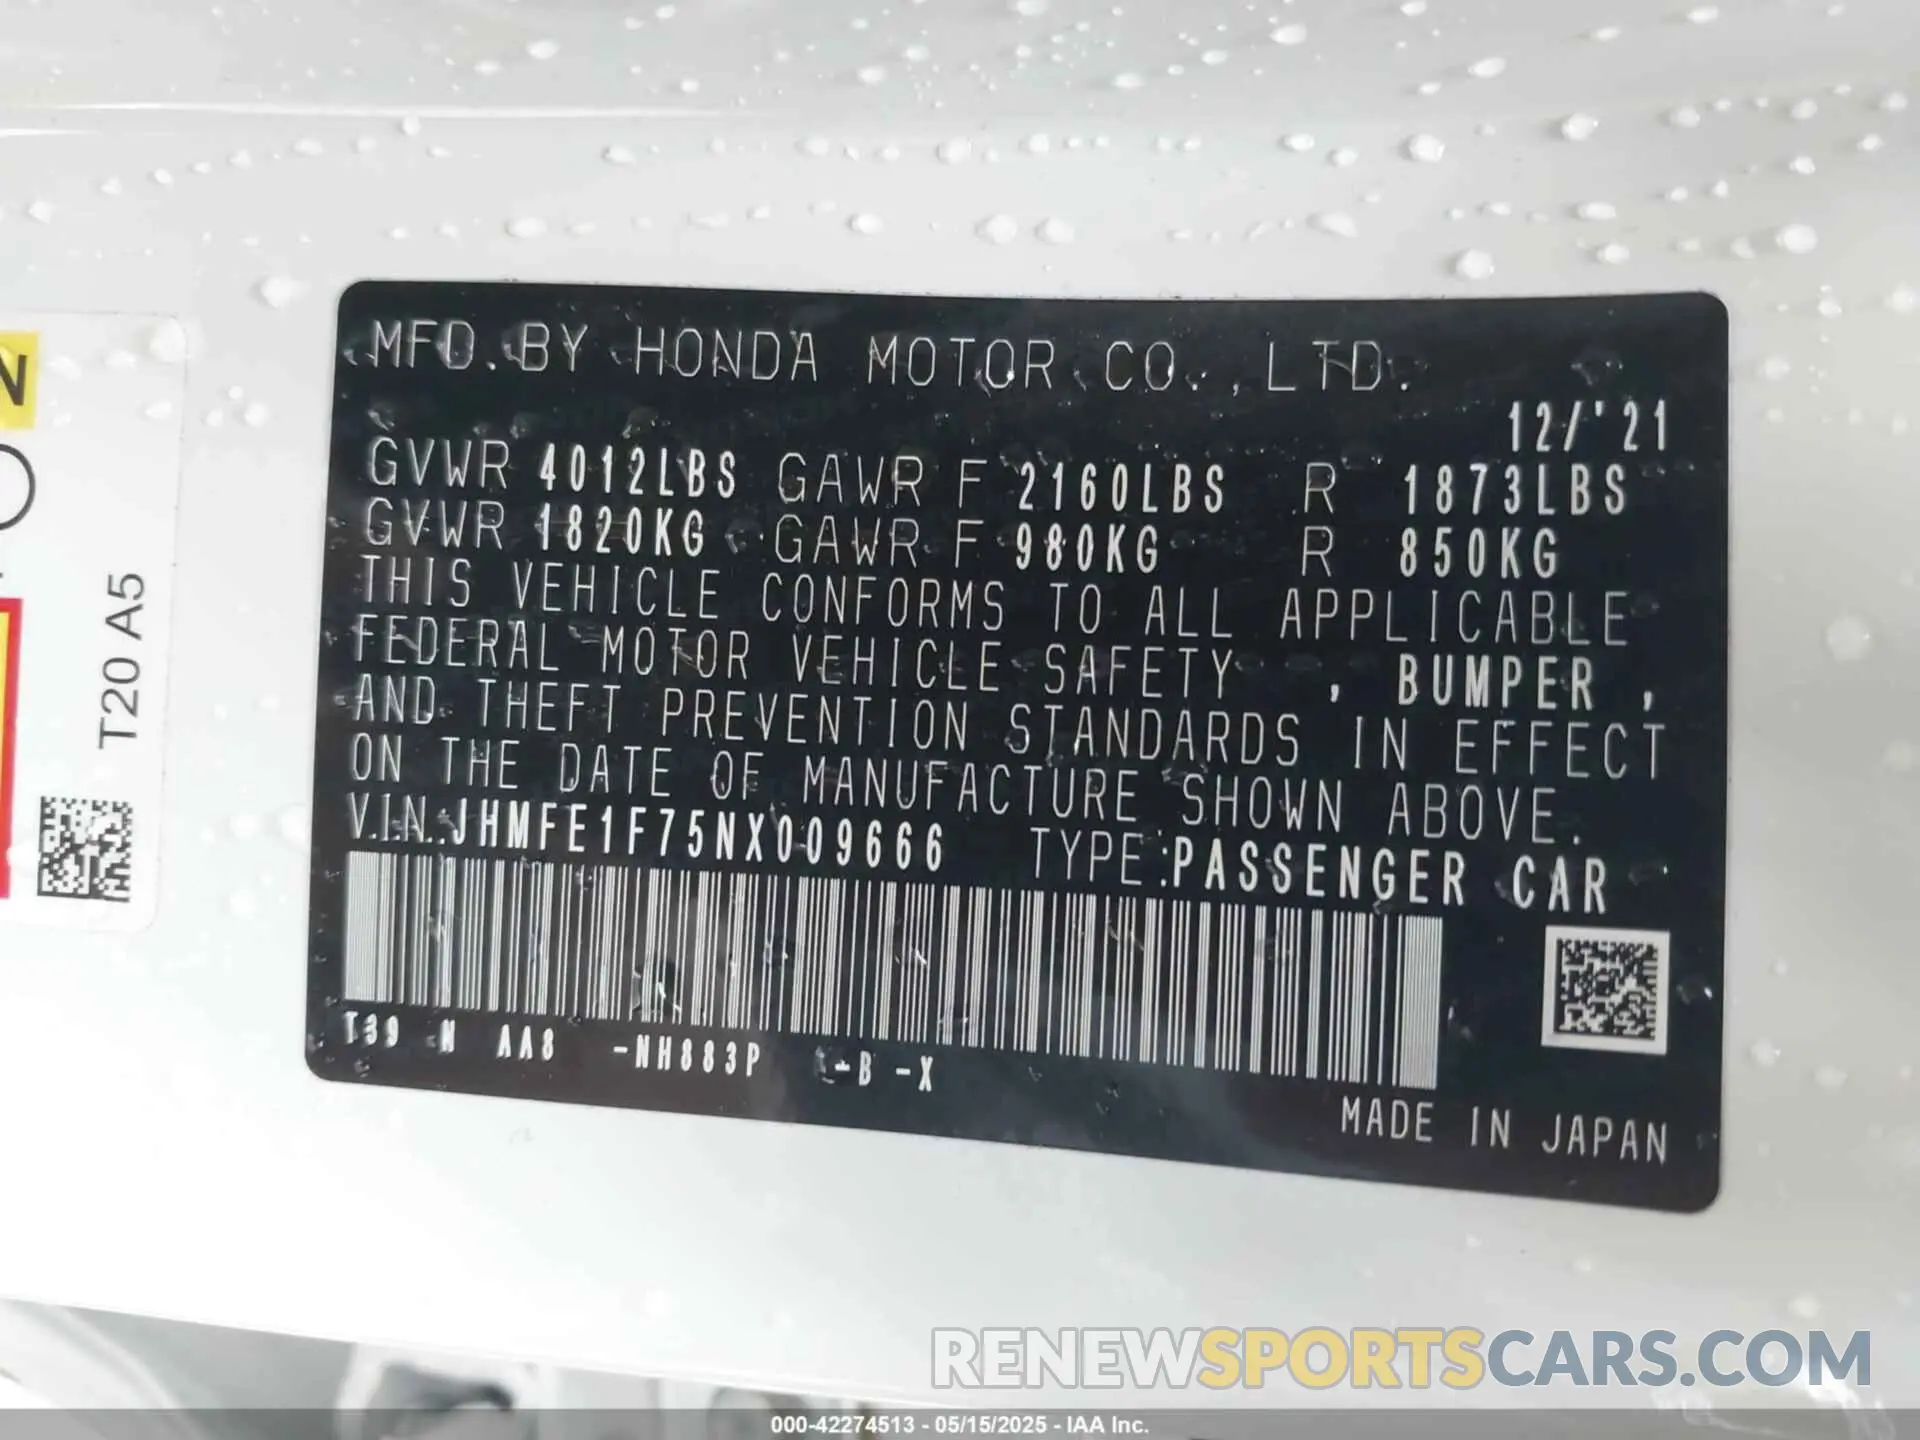 MFD. BY HONDA MOTOR CO., LTD.
12/'21
GVWR 4012LBS GAWR F 2160LBS R 1873LBS
GVWR 1820KG GAWR F 980KG R 850KG
THIS VEHICLE CONFORMS TO ALL APPLICABLE
FEDERAL MOTOR VEHICLE SAFETY , BUMPER ,
AND THEFT PREVENTION STANDARDS IN EFFECT
ON THE DATE OF MANUFACTURE SHOWN ABOVE.
V.I.N.:JHMFE1F75NX009666 TYPE:PASSENGER CAR
T39 N AA8 -NH883P -B -X
MADE IN JAPAN
T20 A5
N
RENEWSPORTSCARS.COM
000-42274513 - 05/15/2025 - IAA Inc.